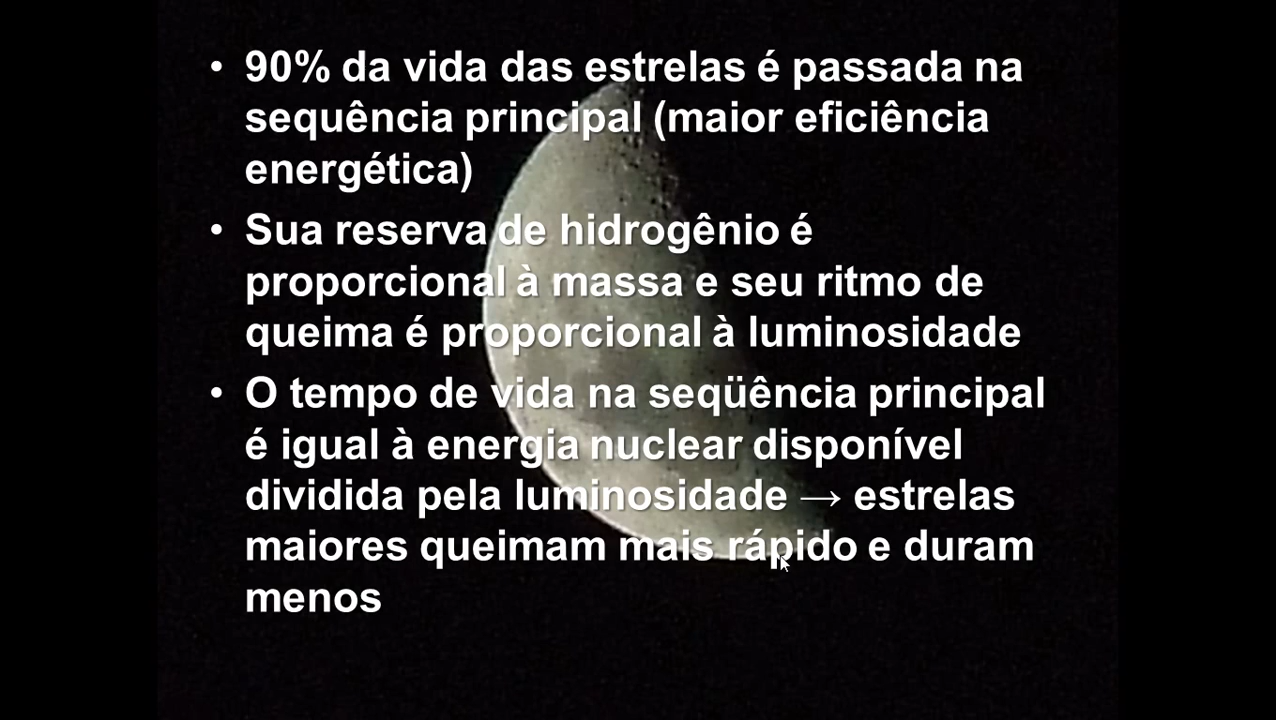 • 90% da vida das estrelas é passada na
sequência principal (maior eficiência
energética)
• Sua reserva de hidrogênio é
proporcional à massa e seu ritmo de
queima é proporcional à luminosidade
• O tempo de vida na seqüência principal
é igual à energia nuclear disponível
dividida pela luminosidade → estrelas
maiores queimam mais rápido e duram
menos